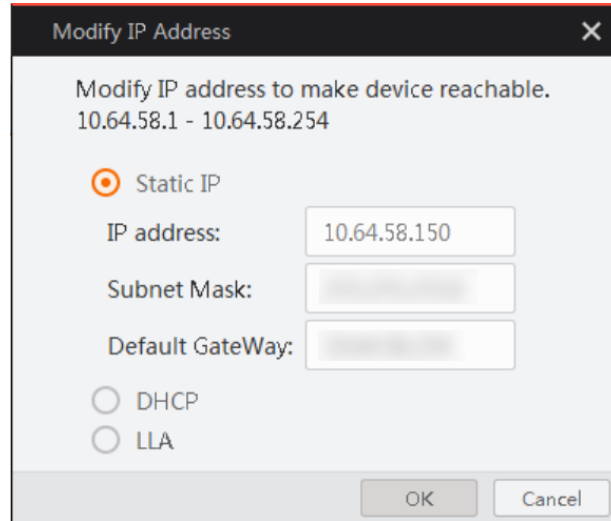 Modify IP Address
Modify IP address to make device reachable.
10.64.58.1 - 10.64.58.254
Static IP
IP address: 10.64.58.150
Subnet Mask:
Default GateWay:
DHCP
LLA
OK Cancel